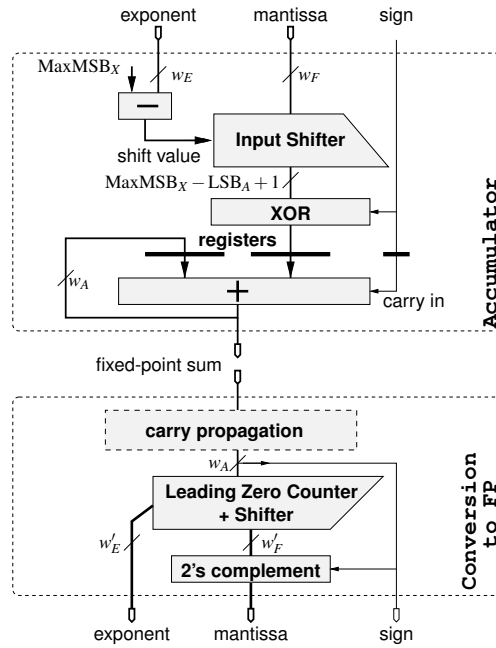 exponent mantissa sign
MaxMSB_X w_E w_F
−
Input Shifter
shift value
MaxMSB_X − LSB_A + 1
XOR
registers
w_A
+
carry in
Accumulator
fixed-point sum
carry propagation
w_A
Leading Zero Counter
+ Shifter
w'_E w'_F
2's complement
Conversion
to FP
exponent mantissa sign